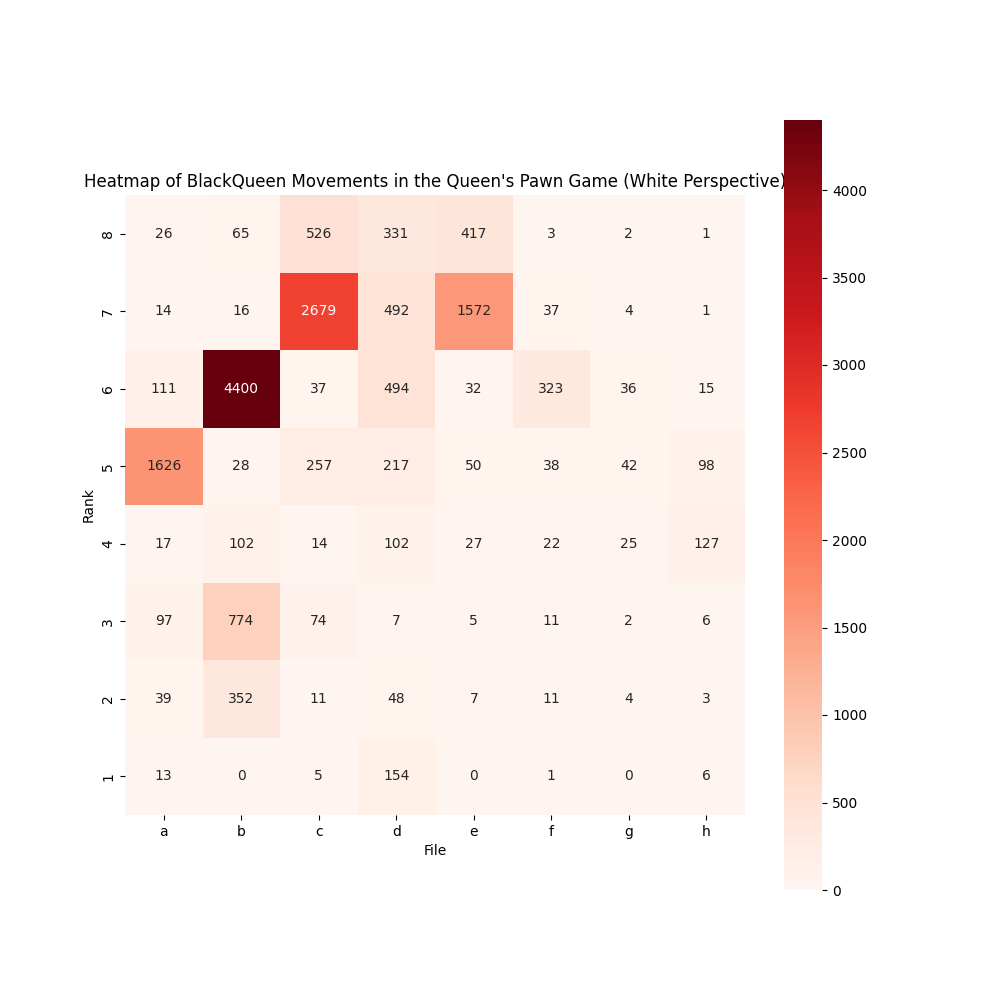 Heatmap of BlackQueen Movements in the Queen's Pawn Game (White Perspective)
8 26 65 526 331 417 3 2 1
7 14 16 2679 492 1572 37 4 1
6 111 4400 37 494 32 323 36 15
5 1626 28 257 217 50 38 42 98
4 17 102 14 102 27 22 25 127
3 97 774 74 7 5 11 2 6
2 39 352 11 48 7 11 4 3
1 13 0 5 154 0 1 0 6
a b c d e f g h
File
Rank
4000
3500
3000
2500
2000
1500
1000
500
0